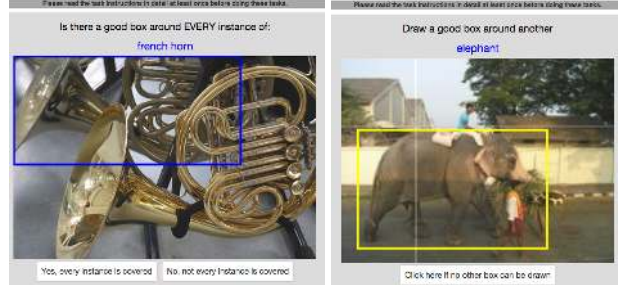 Please read the task instructions in detail at least once before doing these tasks.
Is there a good box around EVERY instance of:
french horn
Yes, every instance is covered
No, not every instance is covered
Please read the task instructions in detail at least once before doing these tasks.
Draw a good box around another
elephant
Click here if no other box can be drawn